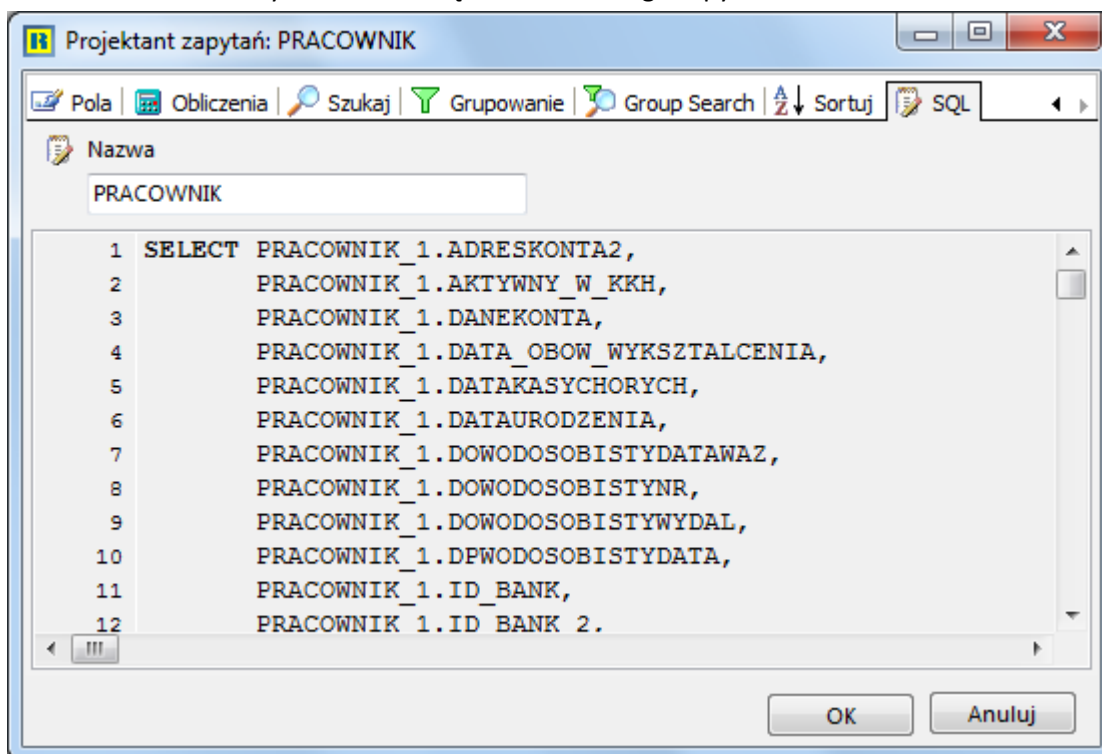 Projektant zapytań: PRACOWNIK
Pola Obliczenia Szukaj Grupowanie Group Search Sortuj SQL
Nazwa
PRACOWNIK
1 SELECT PRACOWNIK_1.ADRESKONTA2,
2 PRACOWNIK_1.AKTYWNY_W_KKH,
3 PRACOWNIK_1.DANEKONTA,
4 PRACOWNIK_1.DATA_OBOW_WYKSZTALCENIA,
5 PRACOWNIK_1.DATAKASYCHORYCH,
6 PRACOWNIK_1.DATAURODZENIA,
7 PRACOWNIK_1.DOWODOSOBISTYDATAWAZ,
8 PRACOWNIK_1.DOWODOSOBISTYNR,
9 PRACOWNIK_1.DOWODOSOBISTYWYDAL,
10 PRACOWNIK_1.DPWODOSOBISTYDATA,
11 PRACOWNIK_1.ID_BANK,
12 PRACOWNIK_1.ID_BANK_2,
OK Anuluj